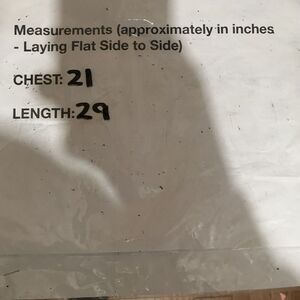 Measurements (approximately in inches
- Laying Flat Side to Side)
CHEST: 21
LENGTH: 29